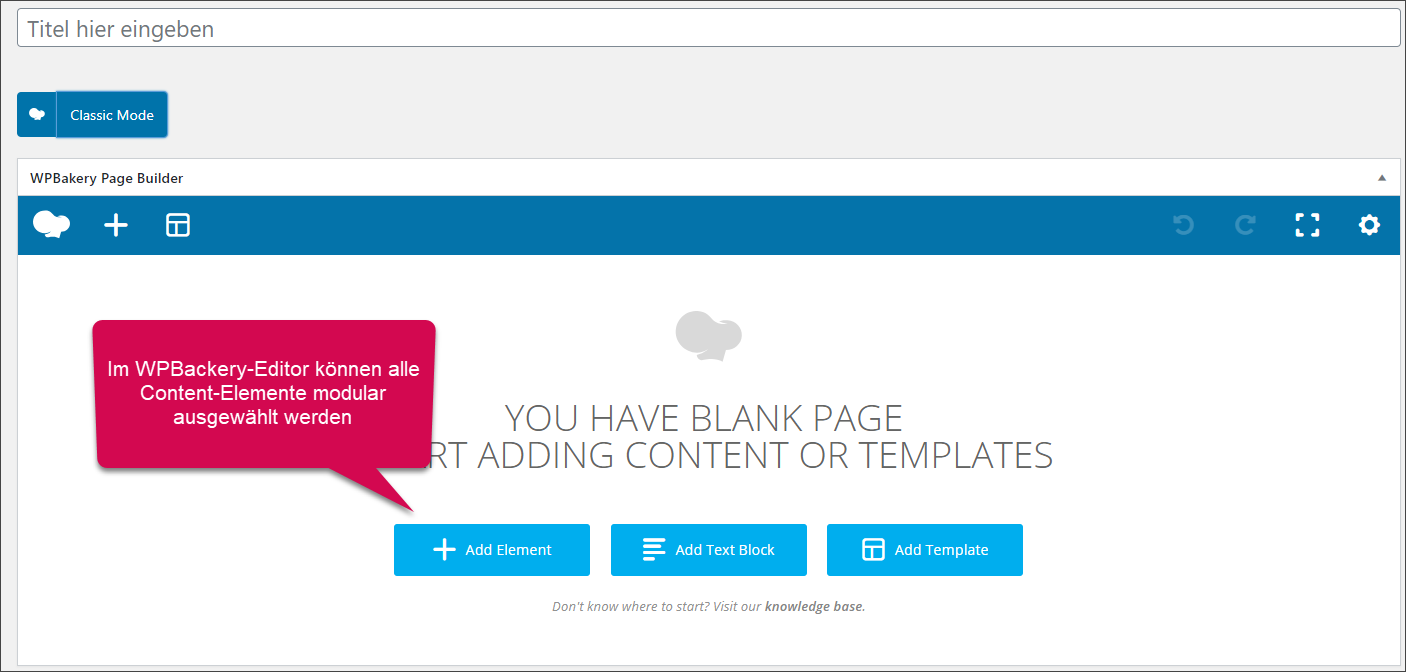 Titel hier eingeben
Classic Mode
WPBakery Page Builder
Im WPBackery-Editor können alle
Content-Elemente modular
ausgewählt werden
YOU HAVE BLANK PAGE
ADDING CONTENT OR TEMPLATES
Add Element
Add Text Block
Add Template
Don't know where to start? Visit our knowledge base.